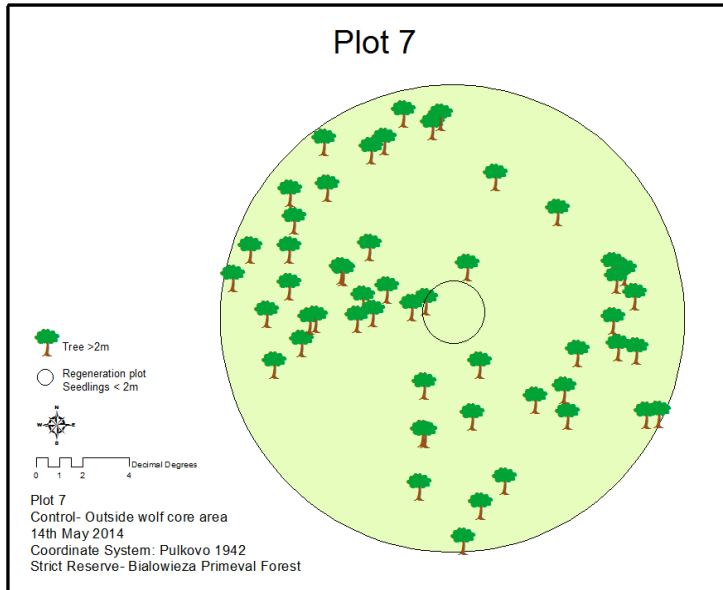 Plot 7
Tree >2m
Regeneration plot
Seedlings < 2m
N
W E
S
0 1 2 4 Decimal Degrees
Plot 7
Control- Outside wolf core area
14th May 2014
Coordinate System: Pulkovo 1942
Strict Reserve- Bialowieza Primeval Forest